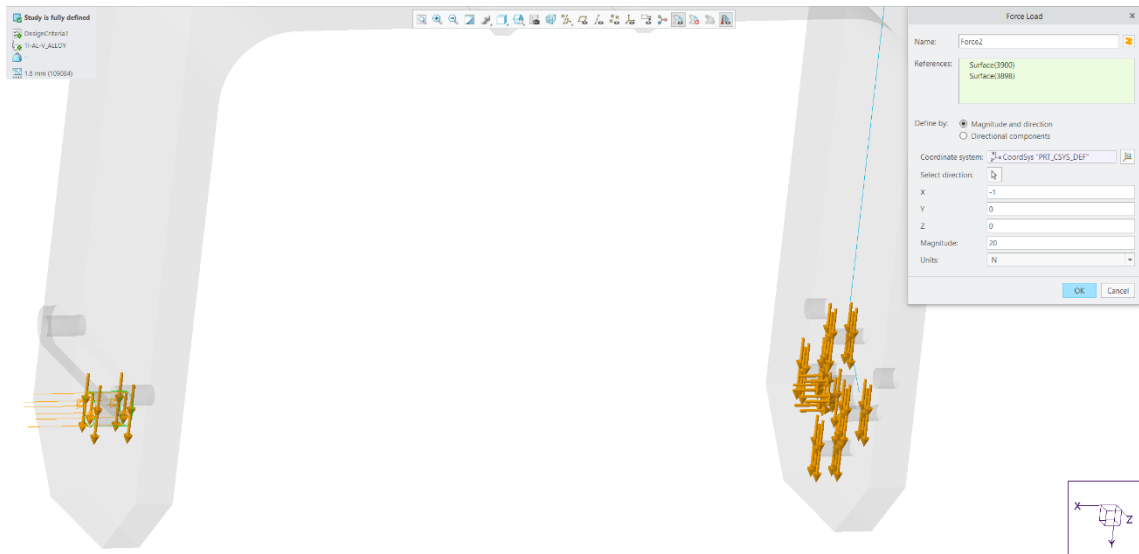 Study is fully defined
DesignCriteria1
TI-AL-V_ALLOY
1.5 mm (109084)
Force Load
Name: Force2
References: Surface(3900)
Surface(3898)
Define by: Magnitude and direction
Directional components
Coordinate system: CoordSys "PRT_CSYS_DEF"
Select direction:
X -1
Y 0
Z 0
Magnitude: 20
Units: N
OK Cancel
X
Z
Y